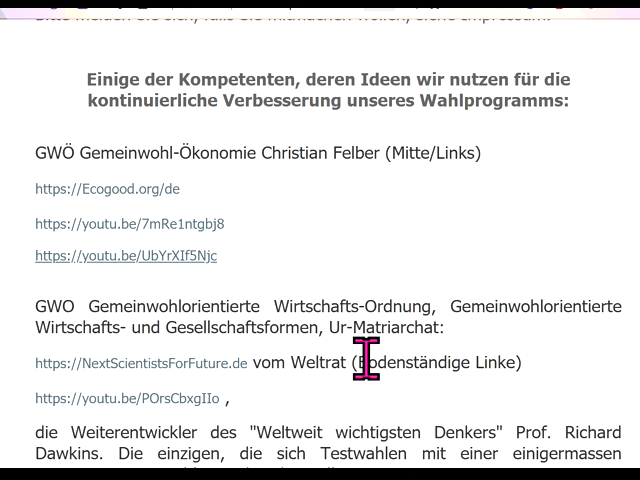 Einige der Kompetenten, deren Ideen wir nutzen für die
kontinuierliche Verbesserung unseres Wahlprogramms:
GWÖ Gemeinwohl-Ökonomie Christian Felber (Mitte/Links)
https://Ecogood.org/de
https://youtu.be/7mRe1ntgbj8
https://youtu.be/UbYrXIf5Njc
GWO Gemeinwohlorientierte Wirtschafts-Ordnung, Gemeinwohlorientierte
Wirtschafts- und Gesellschaftsformen, Ur-Matriarchat:
https://NextScientistsForFuture.de vom Weltrat (Bodenständige Linke)
https://youtu.be/POrsCbxgIIo ,
die Weiterentwickler des "Weltweit wichtigsten Denkers" Prof. Richard
Dawkins. Die einzigen, die sich Testwahlen mit einer einigermassen